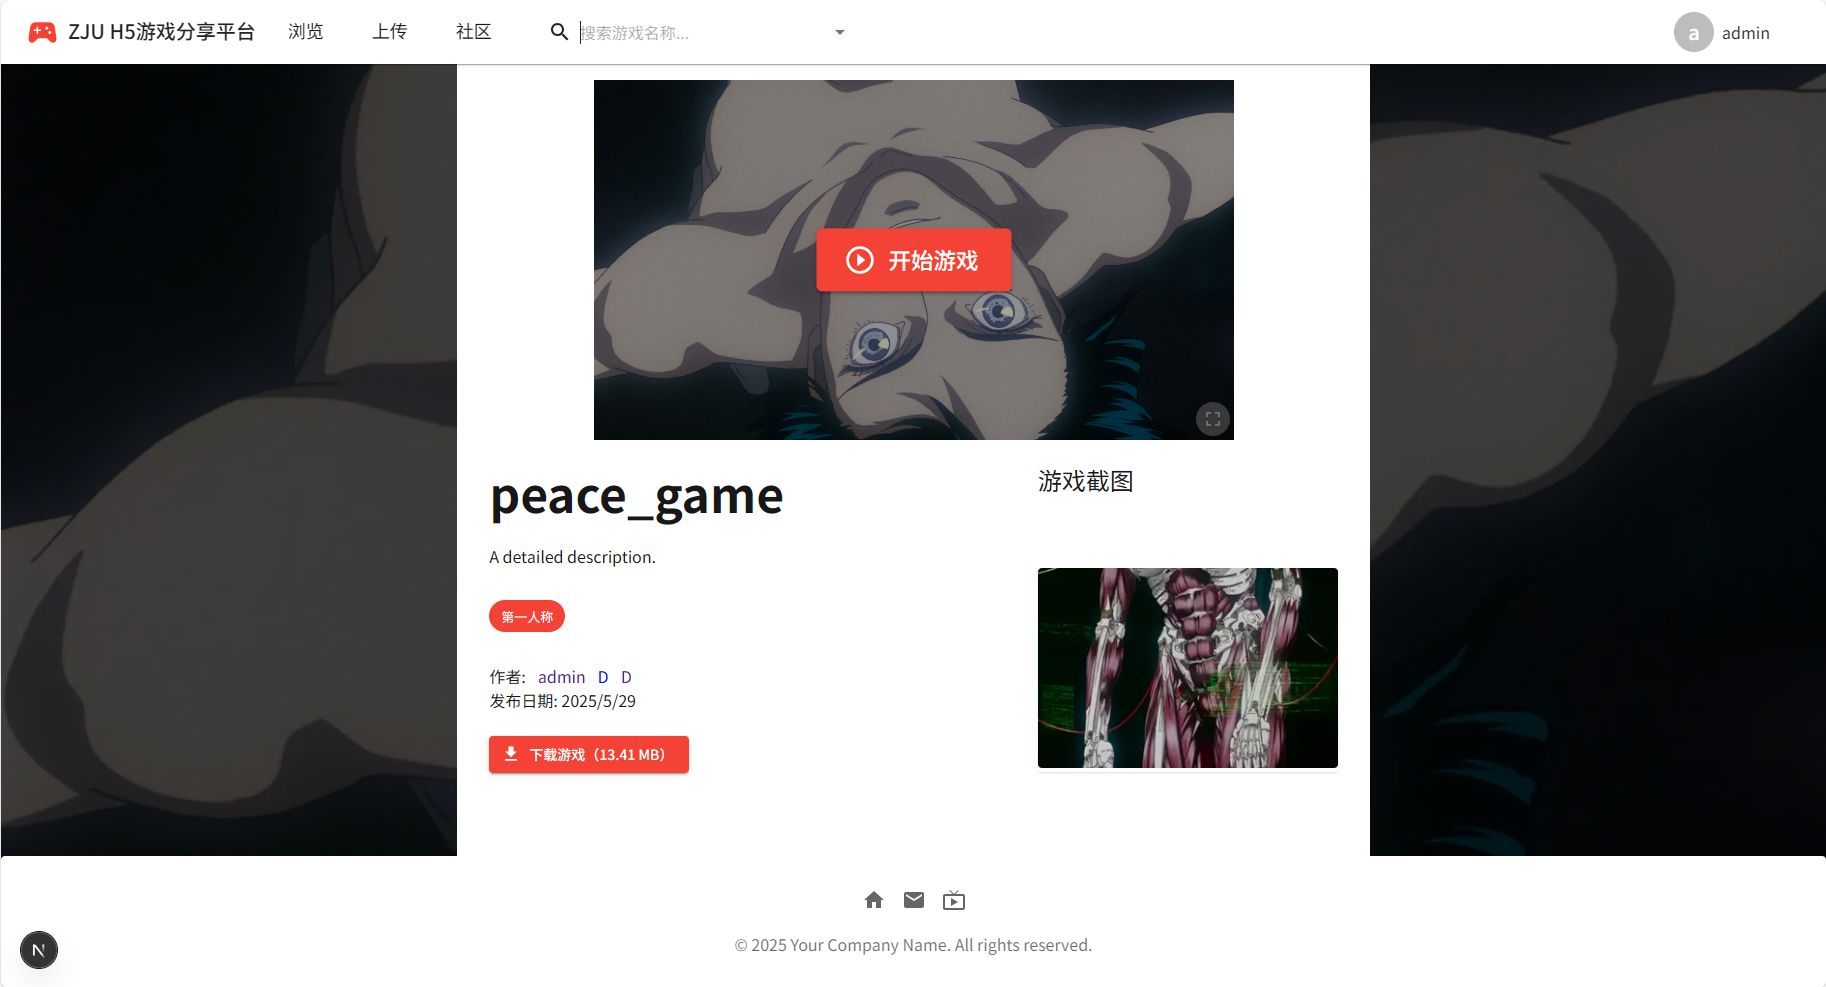 ZJU H5游戏分享平台 浏览 上传 社区 搜索游戏名称... a admin
开始游戏
peace_game
游戏截图
A detailed description.
第一人称
作者: admin D D
发布日期: 2025/5/29
下载游戏（13.41 MB）
© 2025 Your Company Name. All rights reserved.
N